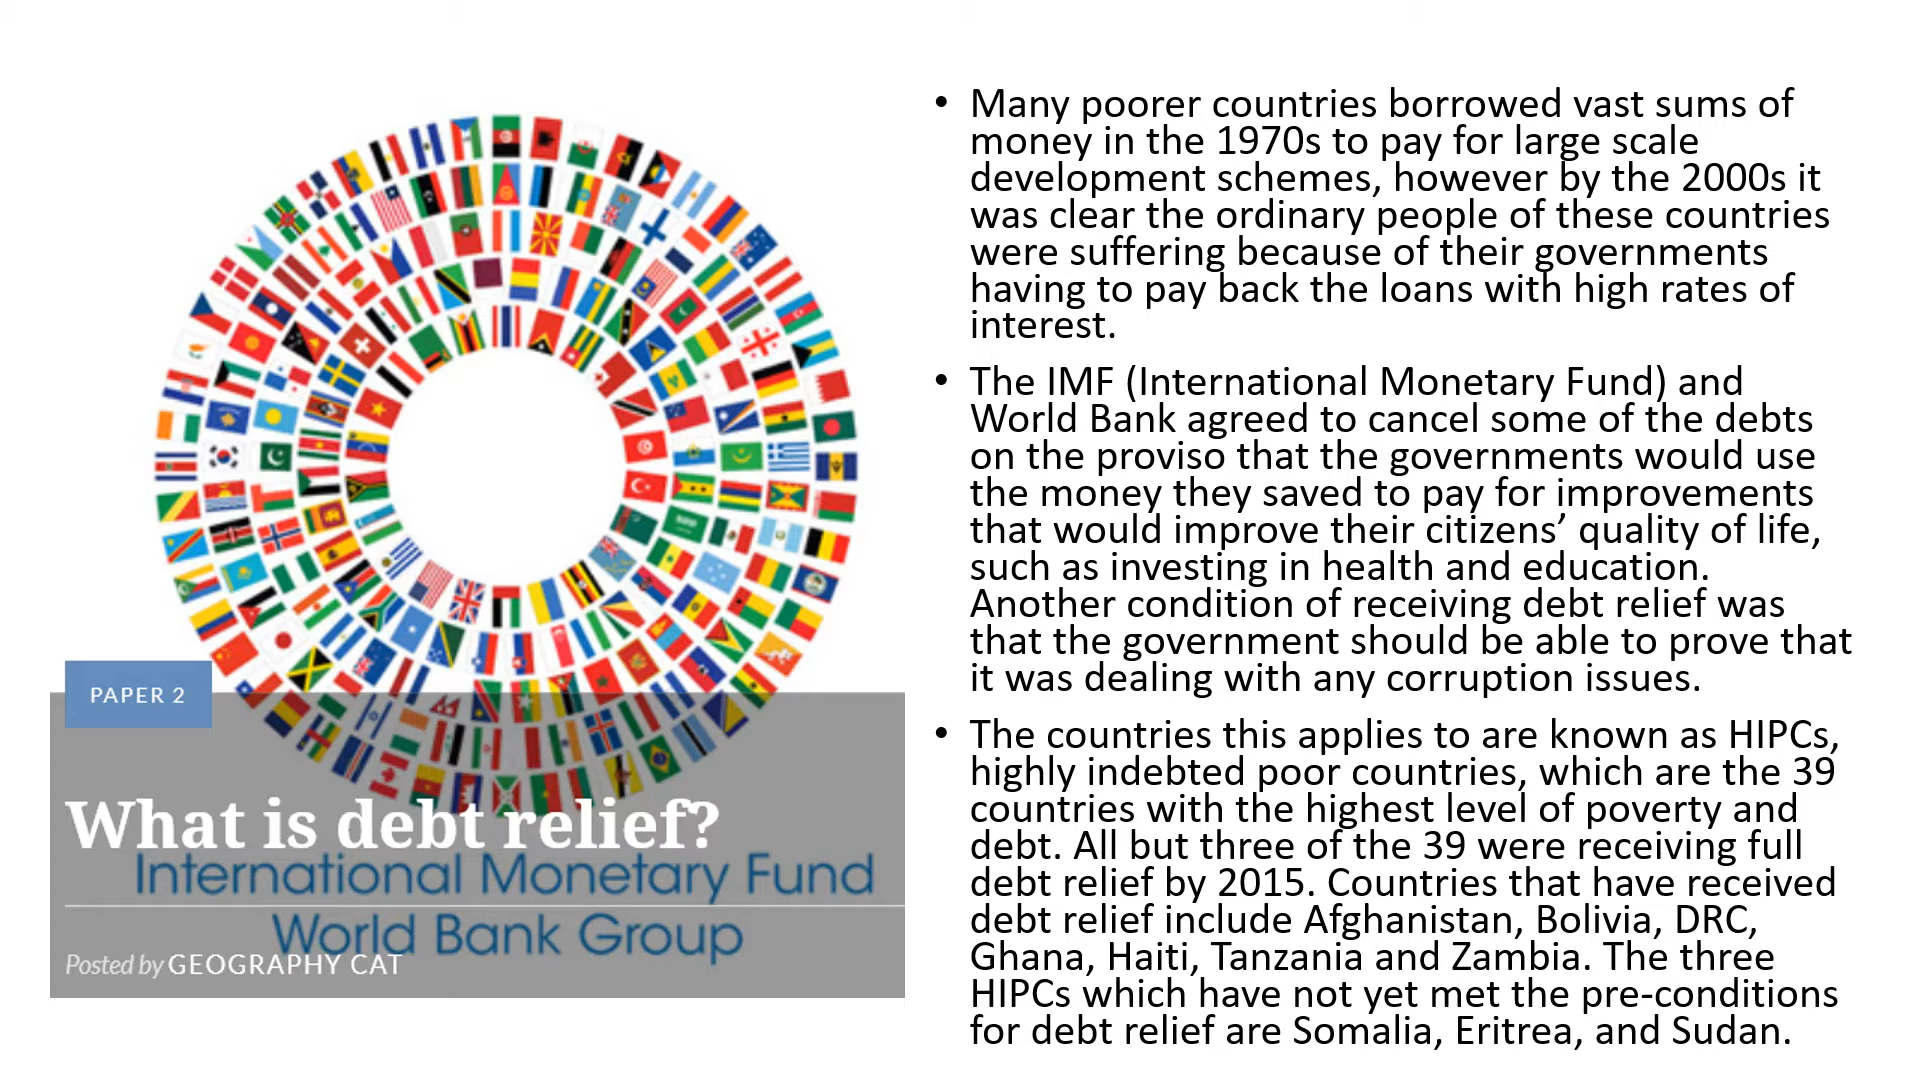 • Many poorer countries borrowed vast sums of
money in the 1970s to pay for large scale
development schemes, however by the 2000s it
was clear the ordinary people of these countries
were suffering because of their governments
having to pay back the loans with high rates of
interest.
• The IMF (International Monetary Fund) and
World Bank agreed to cancel some of the debts
on the proviso that the governments would use
the money they saved to pay for improvements
that would improve their citizens’ quality of life,
such as investing in health and education.
Another condition of receiving debt relief was
that the government should be able to prove that
it was dealing with any corruption issues.
• The countries this applies to are known as HIPCs,
highly indebted poor countries, which are the 39
countries with the highest level of poverty and
debt. All but three of the 39 were receiving full
debt relief by 2015. Countries that have received
debt relief include Afghanistan, Bolivia, DRC,
Ghana, Haiti, Tanzania and Zambia. The three
HIPCs which have not yet met the pre-conditions
for debt relief are Somalia, Eritrea, and Sudan.
PAPER 2
What is debt relief?
International Monetary Fund
World Bank Group
Posted by GEOGRAPHY CAT